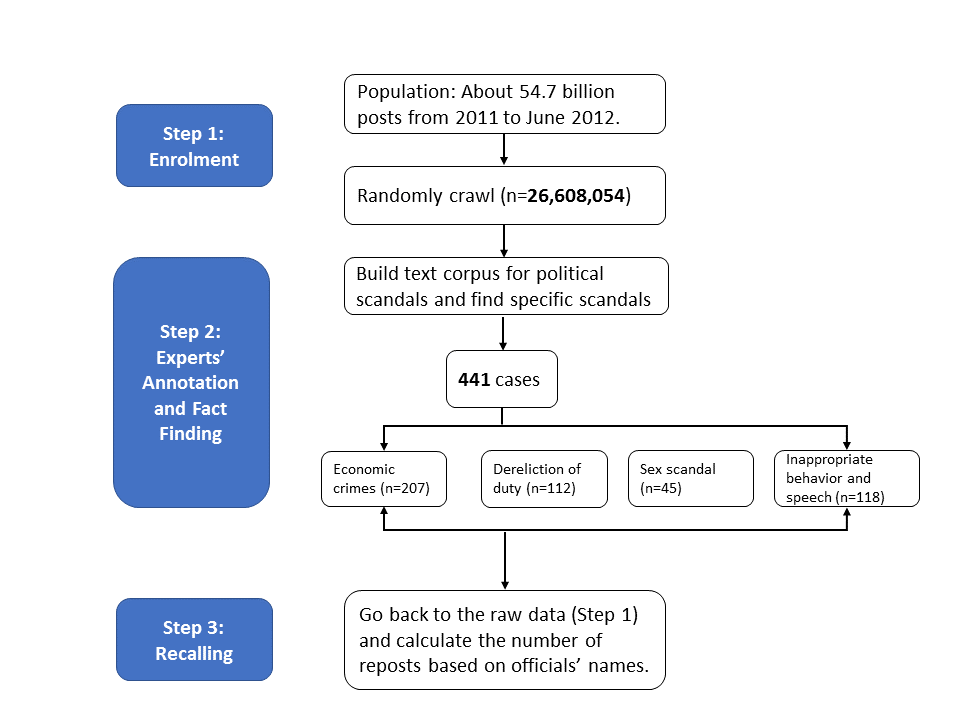 Population: About 54.7 billion
posts from 2011 to June 2012.
Step 1:
Enrolment
Randomly crawl (n=26,608,054)
Build text corpus for political
scandals and find specific scandals
Step 2:
Experts’
Annotation
and Fact
Finding
441 cases
Economic
crimes (n=207)
Dereliction of
duty (n=112)
Sex scandal
(n=45)
Inappropriate
behavior and
speech (n=118)
Step 3:
Recalling
Go back to the raw data (Step 1)
and calculate the number of
reposts based on officials’ names.